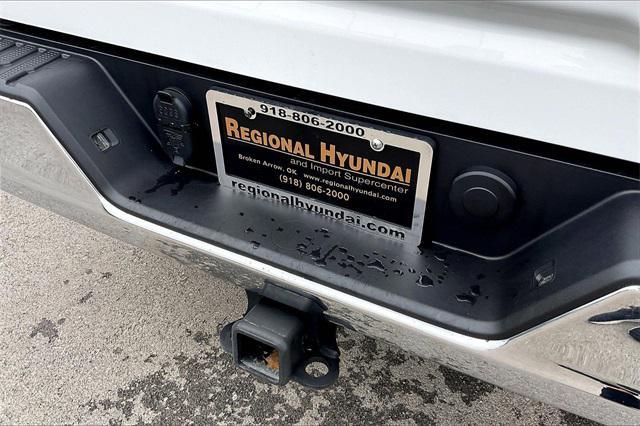 918-806-2000
REGIONAL HYUNDAI
and Import Supercenter
Broken Arrow, OK www.regionalhyundai.com
(918) 806-2000
regionalhyundai.com